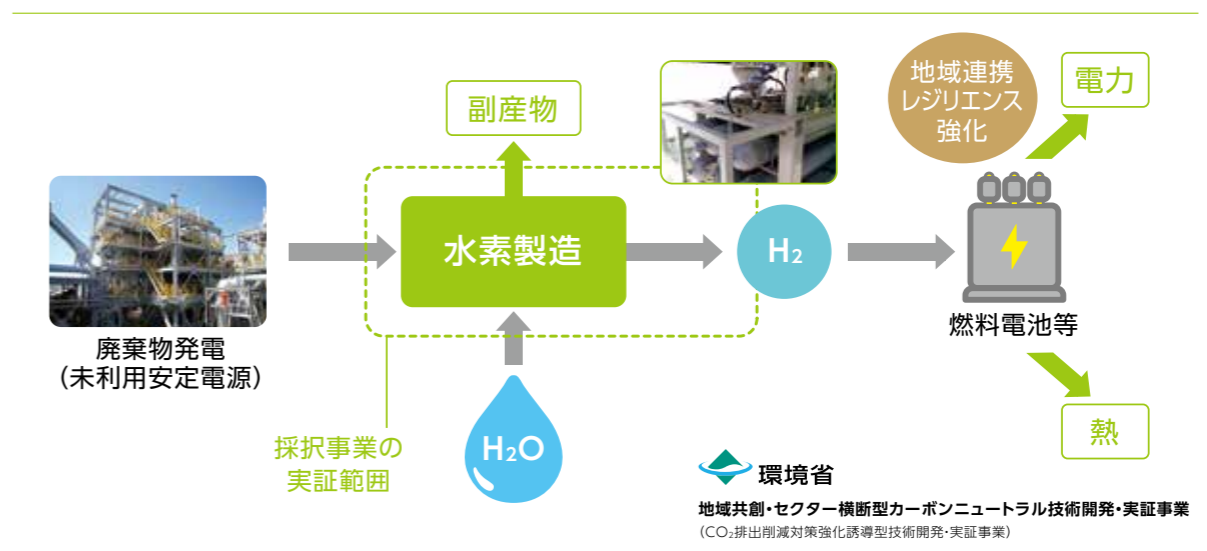 地域連携
レジリエンス
強化
電力
副産物
水素製造
H₂
燃料電池等
廃棄物発電
(未利用安定電源)
採択事業の
実証範囲
H₂O
熱
環境省
地域共創・セクター横断型カーボンニュートラル技術開発・実証事業
(CO₂排出削減対策強化誘導型技術開発・実証事業)